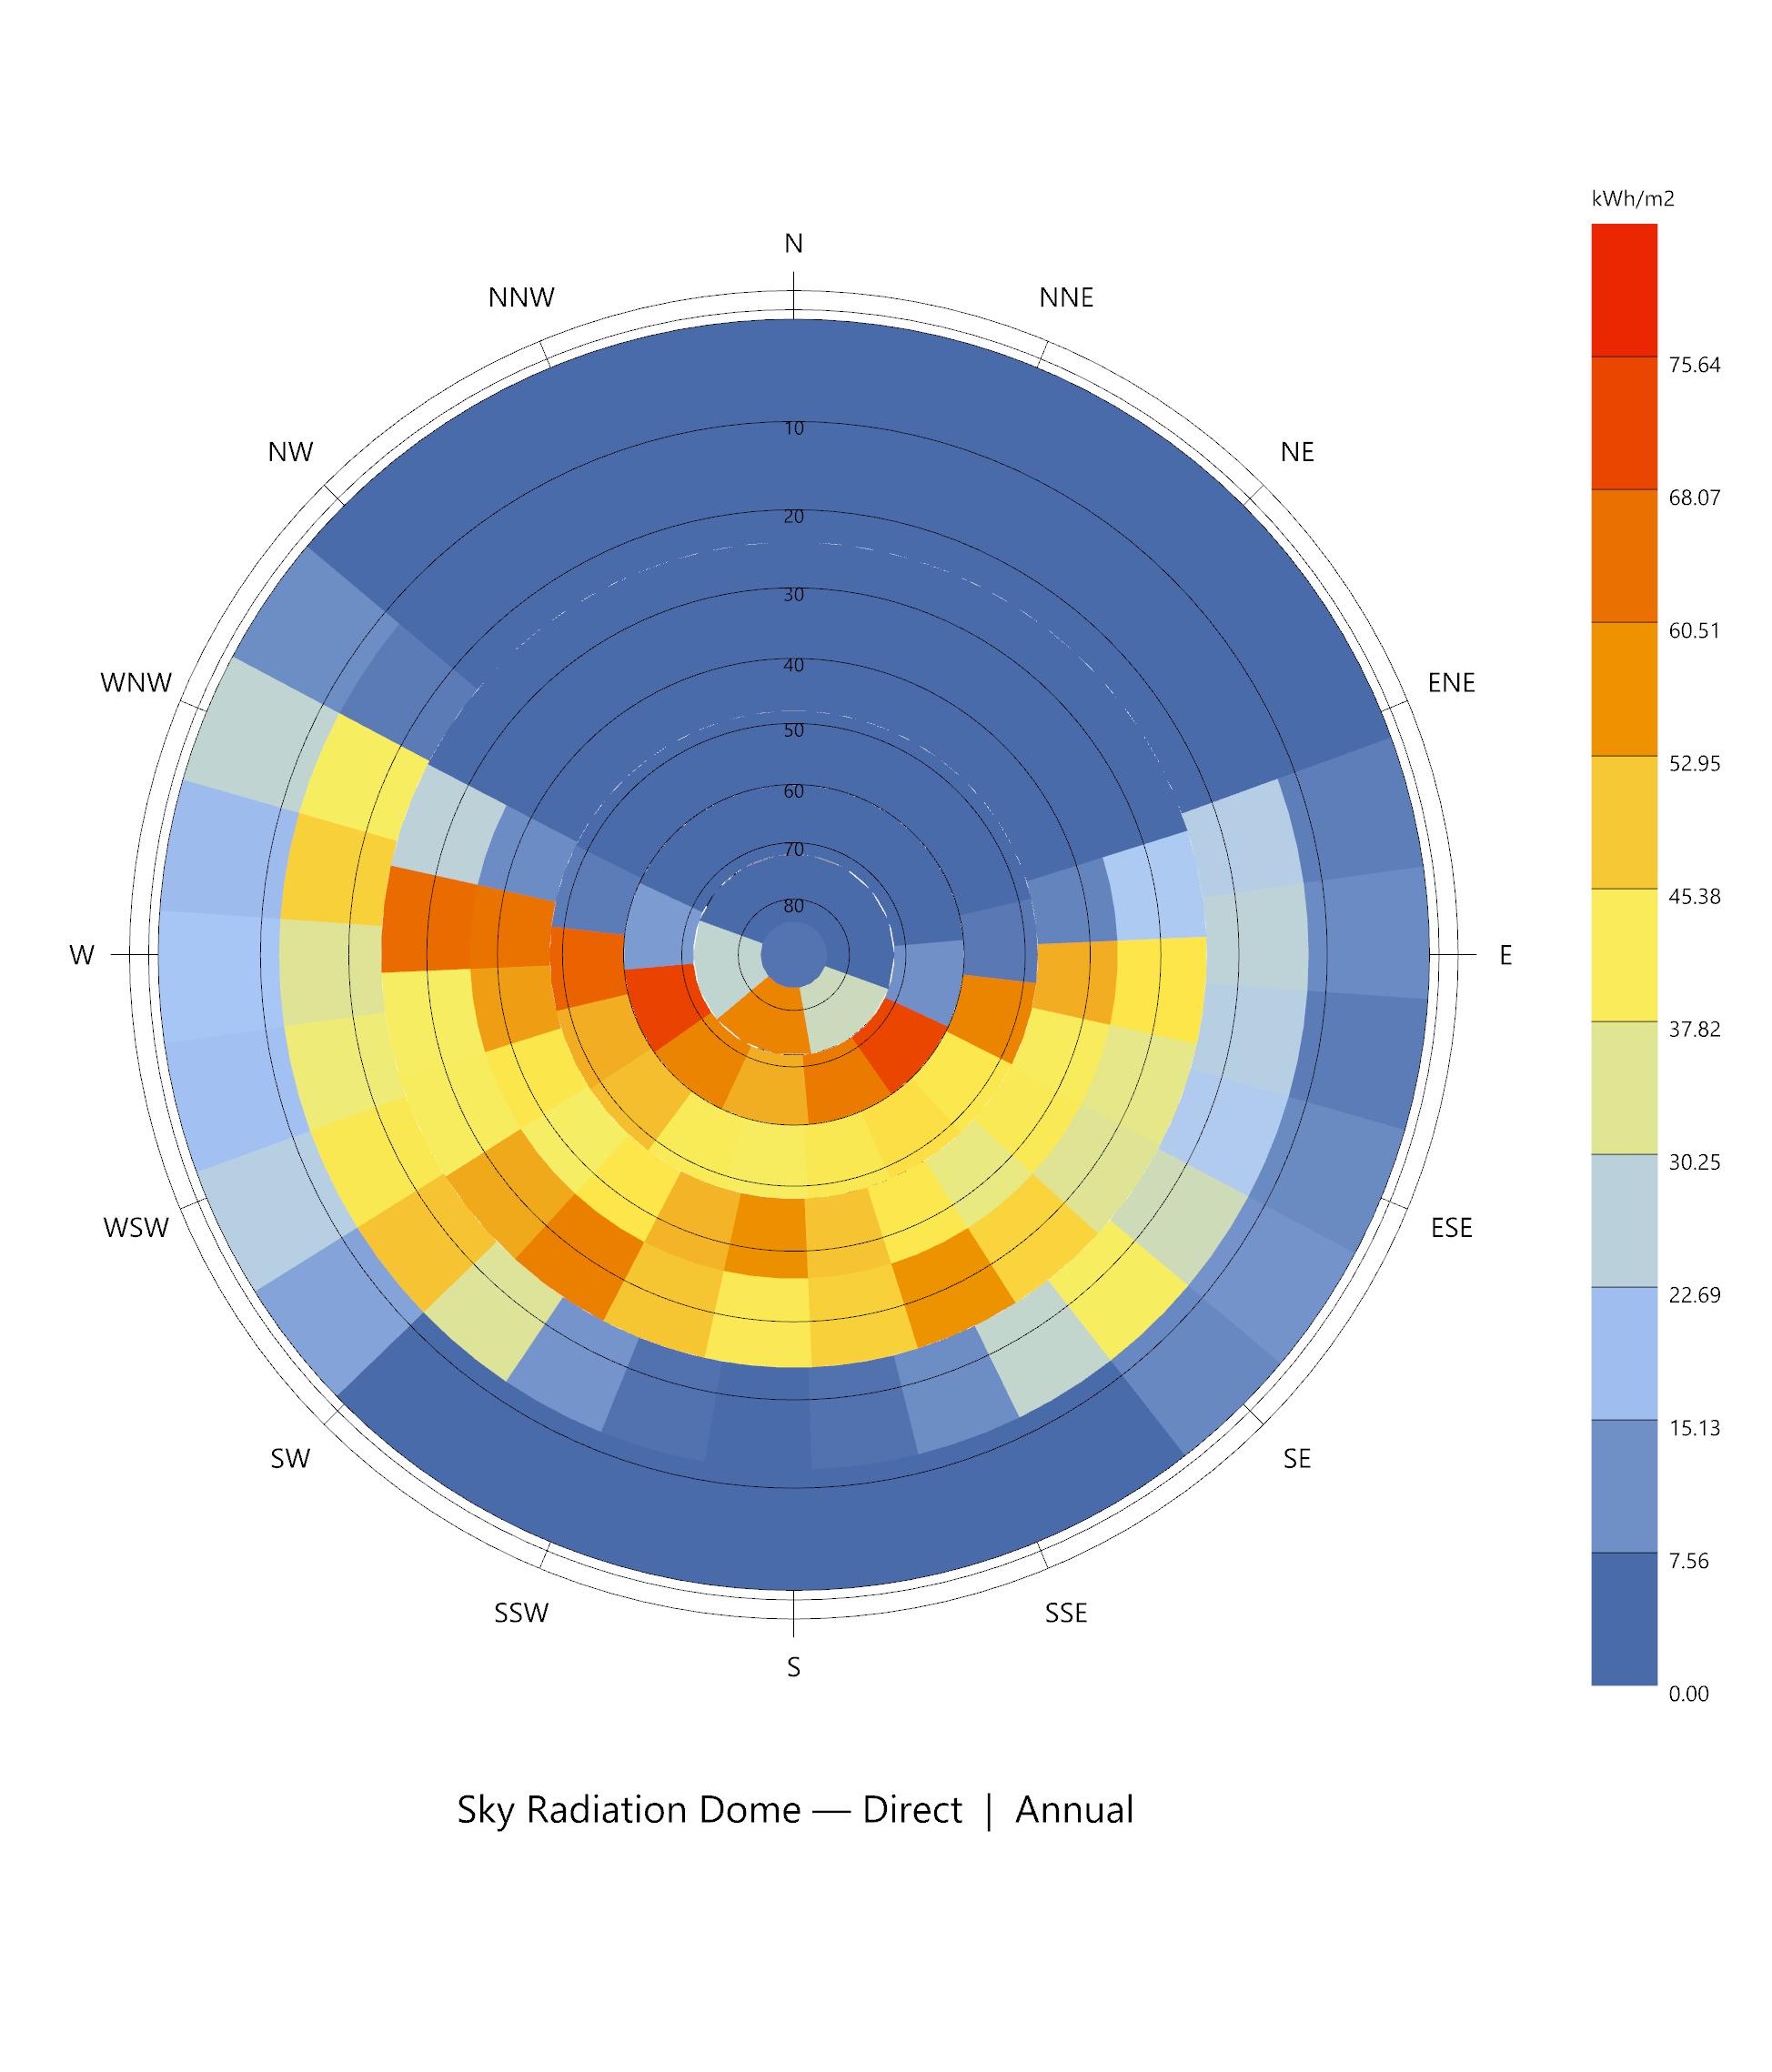 kWh/m2
N
NNW
NNE
NW
NE
WNW
ENE
W
E
WSW
ESE
SW
SE
SSW
SSE
S
10
20
30
40
50
60
70
80
75.64
68.07
60.51
52.95
45.38
37.82
30.25
22.69
15.13
7.56
0.00
Sky Radiation Dome — Direct | Annual